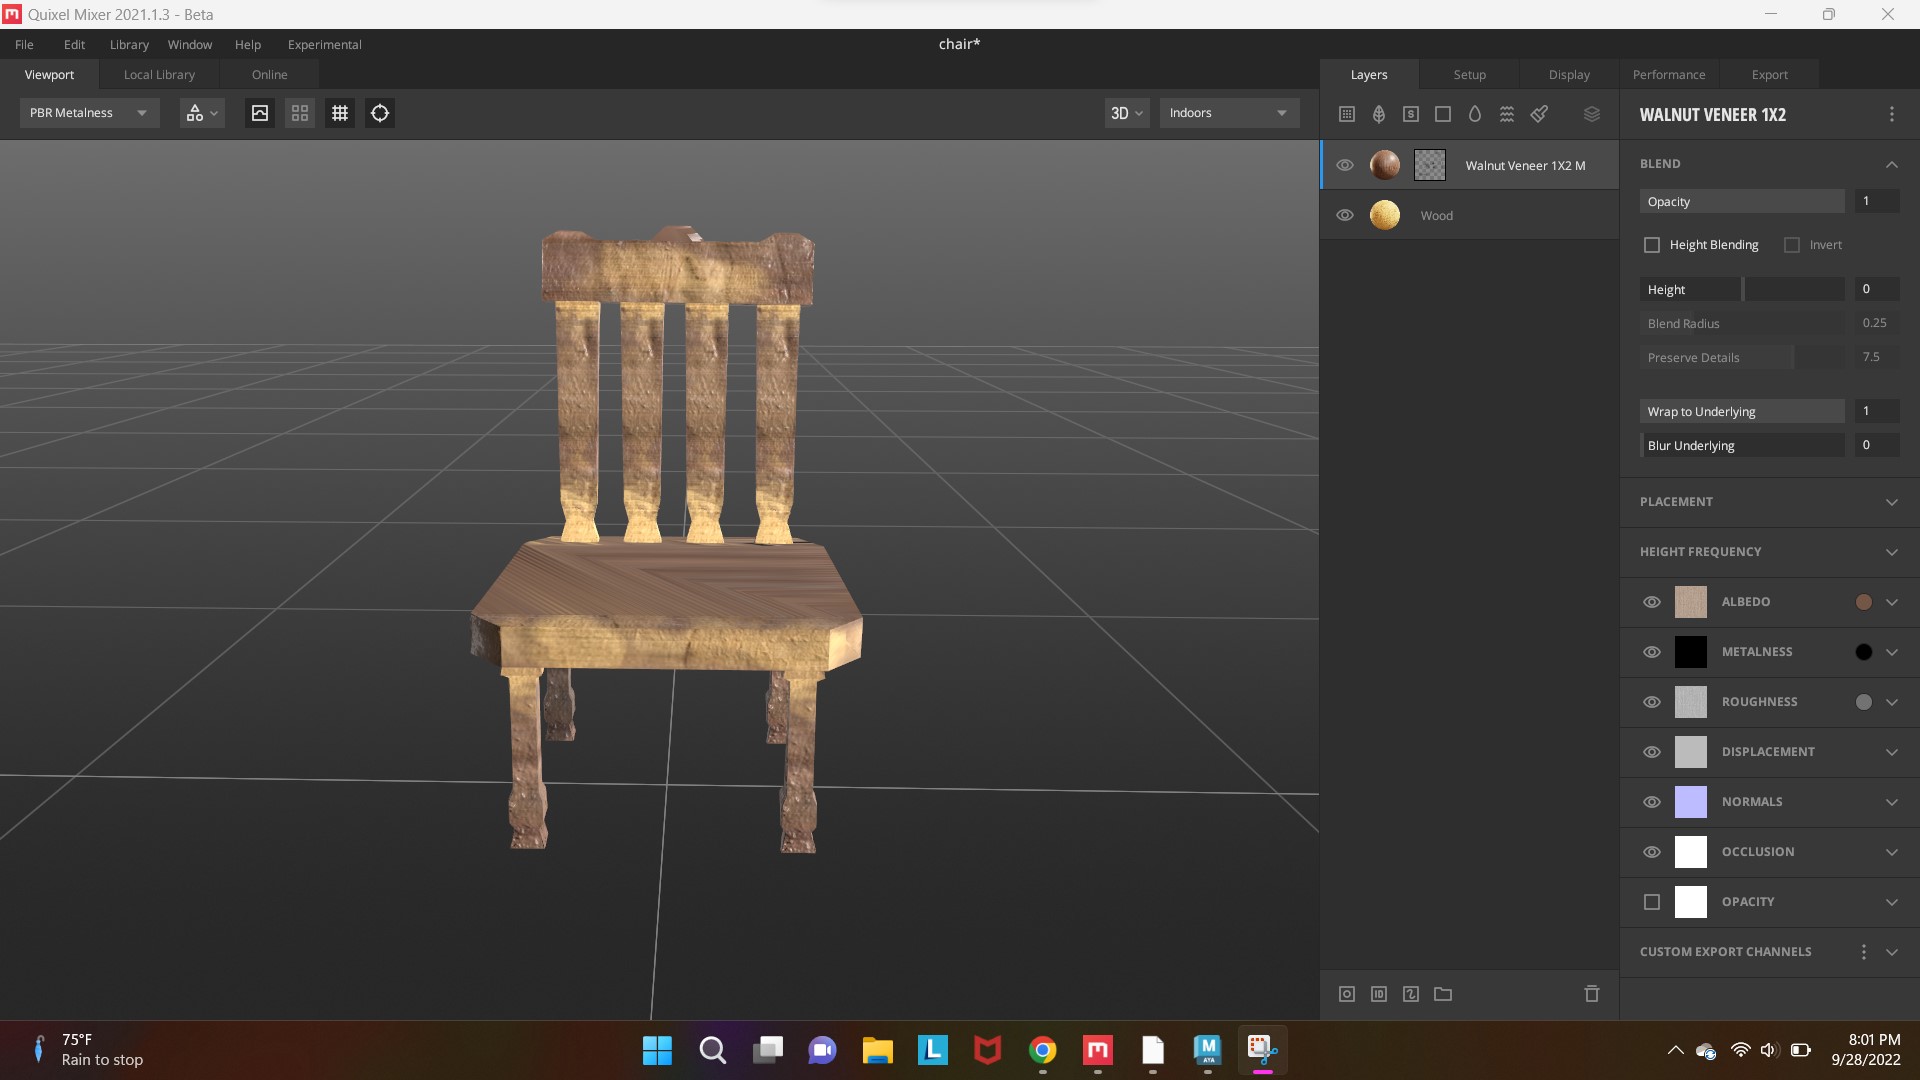 Quixel Mixer 2021.1.3 - Beta
File Edit Library Window Help Experimental
chair*
Viewport Local Library Online
Layers Setup Display Performance Export
PBR Metalness
3D
Indoors
WALNUT VENEER 1X2
Walnut Veneer 1X2 M
Wood
BLEND
Opacity 1
Height Blending Invert
Height 0
Blend Radius 0.25
Preserve Details 7.5
Wrap to Underlying 1
Blur Underlying 0
PLACEMENT
HEIGHT FREQUENCY
ALBEDO
METALNESS
ROUGHNESS
DISPLACEMENT
NORMALS
OCCLUSION
OPACITY
CUSTOM EXPORT CHANNELS
75°F
Rain to stop
8:01 PM
9/28/2022